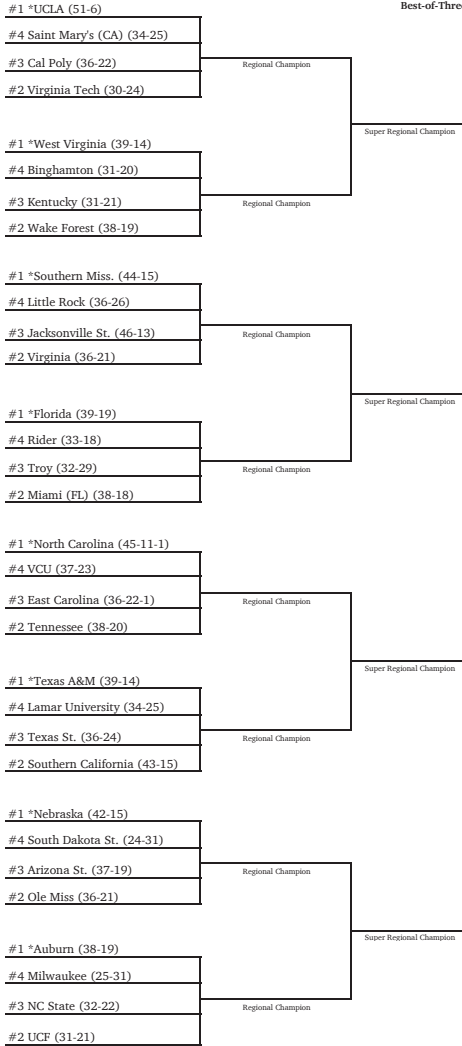 Best-of-Three
#1 *UCLA (51-6)
#4 Saint Mary's (CA) (34-25)
#3 Cal Poly (36-22)
Regional Champion
#2 Virginia Tech (30-24)
Super Regional Champion
#1 *West Virginia (39-14)
#4 Binghamton (31-20)
#3 Kentucky (31-21)
Regional Champion
#2 Wake Forest (38-19)
#1 *Southern Miss. (44-15)
#4 Little Rock (36-26)
#3 Jacksonville St. (46-13)
Regional Champion
#2 Virginia (36-21)
Super Regional Champion
#1 *Florida (39-19)
#4 Rider (33-18)
#3 Troy (32-29)
Regional Champion
#2 Miami (FL) (38-18)
#1 *North Carolina (45-11-1)
#4 VCU (37-23)
#3 East Carolina (36-22-1)
Regional Champion
#2 Tennessee (38-20)
Super Regional Champion
#1 *Texas A&M (39-14)
#4 Lamar University (34-25)
#3 Texas St. (36-24)
Regional Champion
#2 Southern California (43-15)
#1 *Nebraska (42-15)
#4 South Dakota St. (24-31)
#3 Arizona St. (37-19)
Regional Champion
#2 Ole Miss (36-21)
Super Regional Champion
#1 *Auburn (38-19)
#4 Milwaukee (25-31)
#3 NC State (32-22)
Regional Champion
#2 UCF (31-21)